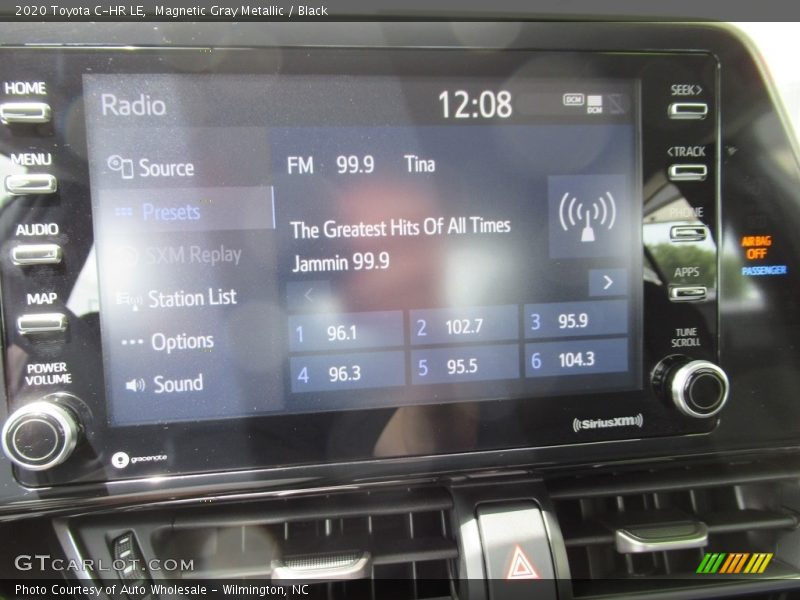 2020 Toyota C-HR LE,  Magnetic Gray Metallic / Black
HOME
MENU
AUDIO
MAP
POWER
VOLUME
Radio
12:08
DCM
DCM
Source
Presets
SXM Replay
Station List
Options
Sound
FM 99.9 Tina
The Greatest Hits Of All Times
Jammin 99.9
<
>
1 96.1
2 102.7
3 95.9
4 96.3
5 95.5
6 104.3
gracenote
((SiriusXM))
SEEK>
<TRACK
PHONE
APPS
TUNE
SCROLL
AIR BAG
OFF
PASSENGER
GTCARLOT.COM
Photo Courtesy of Auto Wholesale - Wilmington, NC